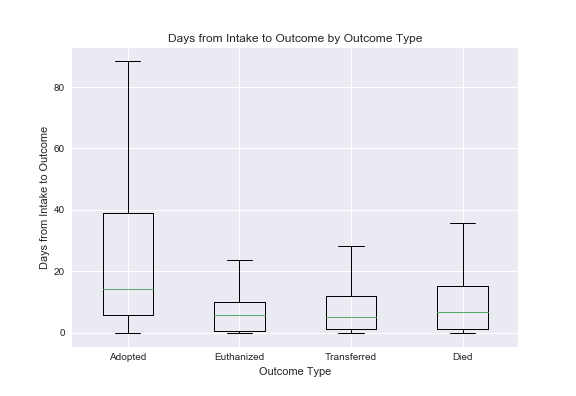 Days from Intake to Outcome by Outcome Type
80
60
40
20
0
Days from Intake to Outcome
Adopted Euthanized Transferred Died
Outcome Type